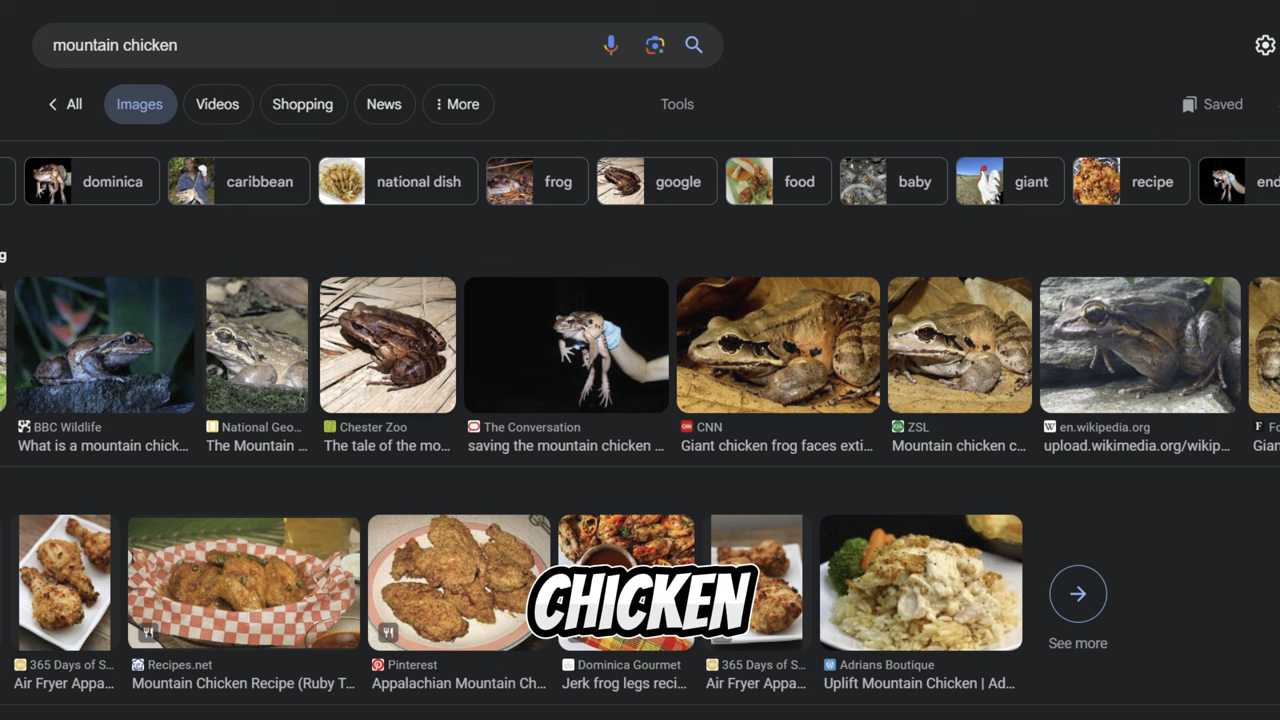 mountain chicken
All
Images
Videos
Shopping
News
More
Tools
Saved
dominica
caribbean
national dish
frog
google
food
baby
giant
recipe
end
g
BBC Wildlife
What is a mountain chick...
National Geo...
The Mountain ...
Chester Zoo
The tale of the mo...
The Conversation
saving the mountain chicken ...
CNN
Giant chicken frog faces exti...
ZSL
Mountain chicken c...
W en.wikipedia.org
upload.wikimedia.org/wikip...
F Fo
Gian
CHICKEN
365 Days of S...
Air Fryer Appa...
Recipes.net
Mountain Chicken Recipe (Ruby T...
Pinterest
Appalachian Mountain Ch...
Dominica Gourmet
Jerk frog legs reci...
365 Days of S...
Air Fryer Appa...
Adrians Boutique
Uplift Mountain Chicken | Ad...
See more